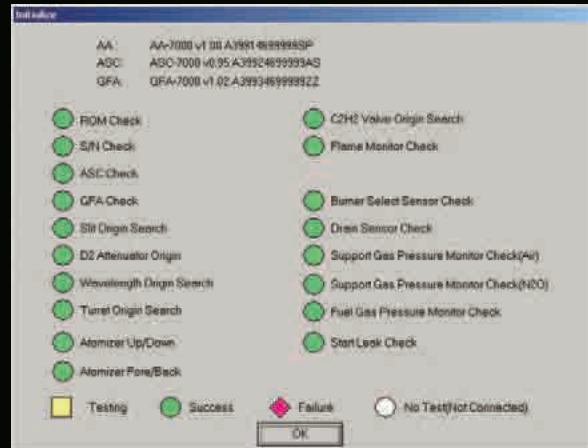 Initialize
AA: AA-7000 v1.00 A39914699999SP
ASC: ASC-7000 v0.95 A39924699999AS
GFA: GFA-7000 v1.02 A39934699999ZZ
ROM Check
S/N Check
ASC Check
GFA Check
Slit Origin Search
D2 Attenuator Origin
Wavelength Origin Search
Turret Origin Search
Atomizer Up/Down
Atomizer Fore/Back
C2H2 Valve Origin Search
Flame Monitor Check
Burner Select Sensor Check
Drain Sensor Check
Support Gas Pressure Monitor Check(Air)
Support Gas Pressure Monitor Check(N2O)
Fuel Gas Pressure Monitor Check
Start Leak Check
Testing Success Failure No Test(Not Connected)
OK